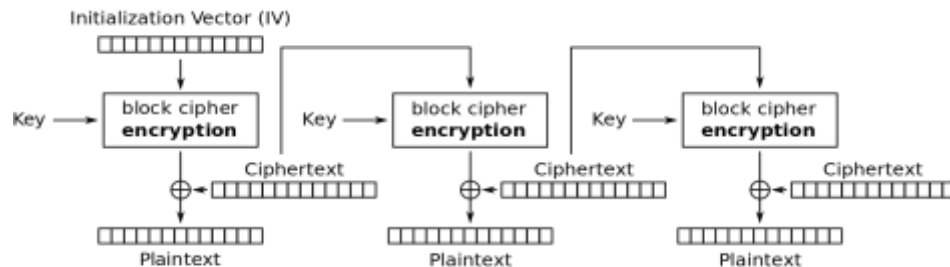 Initialization Vector (IV)
Key
block cipher
encryption
Ciphertext
Plaintext
Key
block cipher
encryption
Ciphertext
Plaintext
Key
block cipher
encryption
Ciphertext
Plaintext